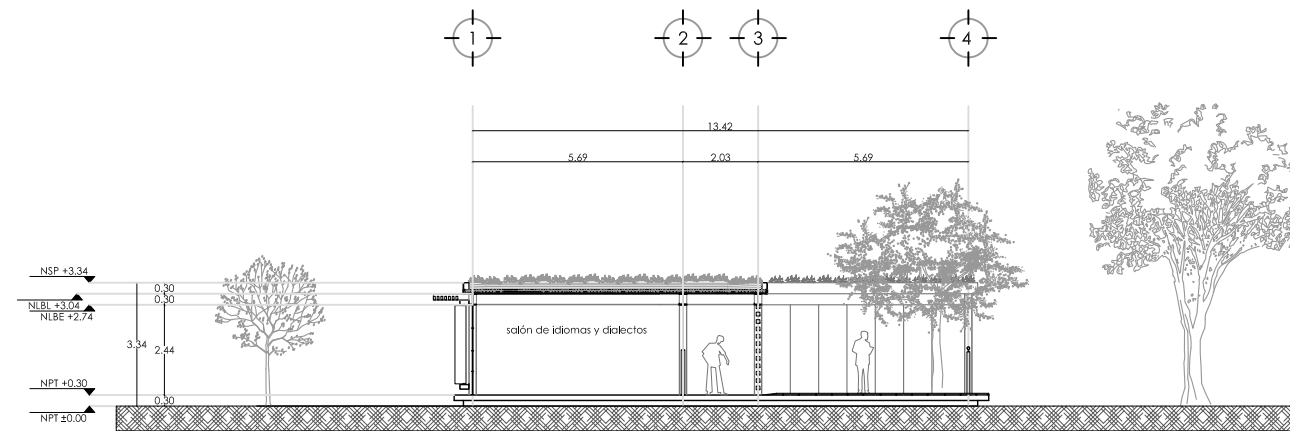 1 2 3 4
13.42
5.69 2.03 5.69
NSP +3.34
0.30
0.30
NLBL +3.04
NLBE +2.74
salón de idiomas y dialectos
3.34
2.44
NPT +0.30
0.30
NPT ±0.00